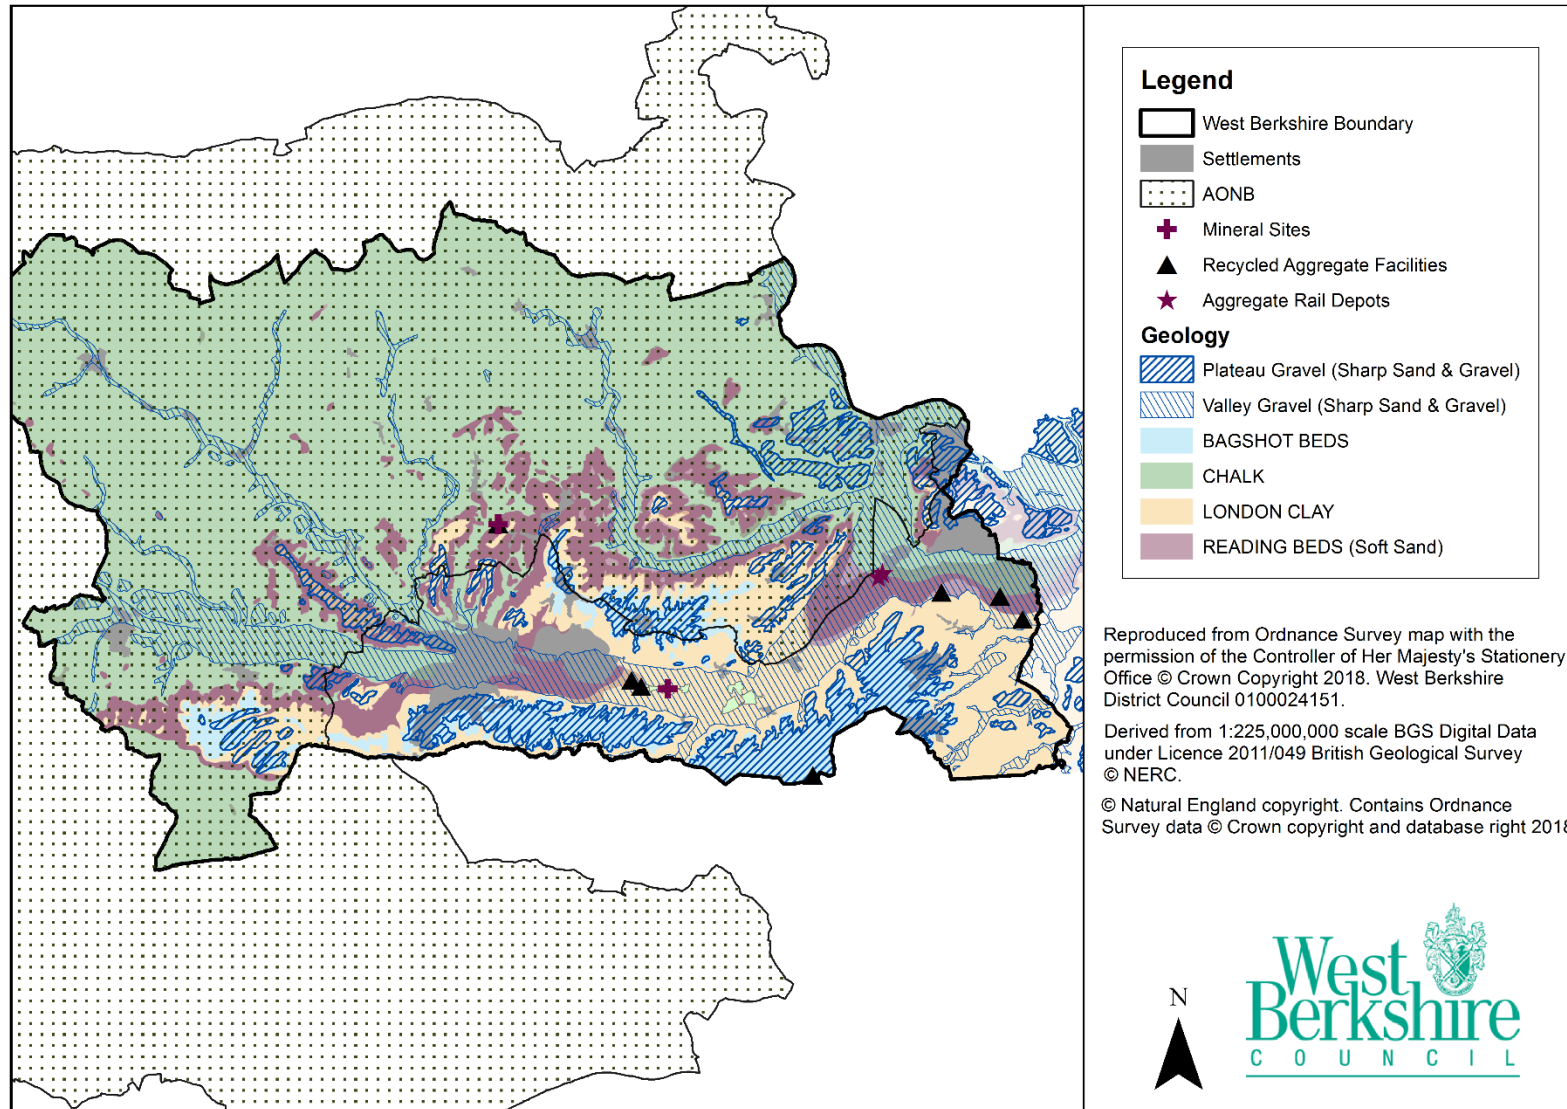 Legend
West Berkshire Boundary
Settlements
AONB
Mineral Sites
Recycled Aggregate Facilities
Aggregate Rail Depots
Geology
Plateau Gravel (Sharp Sand & Gravel)
Valley Gravel (Sharp Sand & Gravel)
BAGSHOT BEDS
CHALK
LONDON CLAY
READING BEDS (Soft Sand)
Reproduced from Ordnance Survey map with the
permission of the Controller of Her Majesty's Stationery
Office © Crown Copyright 2018. West Berkshire
District Council 0100024151.
Derived from 1:225,000,000 scale BGS Digital Data
under Licence 2011/049 British Geological Survey
© NERC.
© Natural England copyright. Contains Ordnance
Survey data © Crown copyright and database right 2018
N
West
Berkshire
COUNCIL